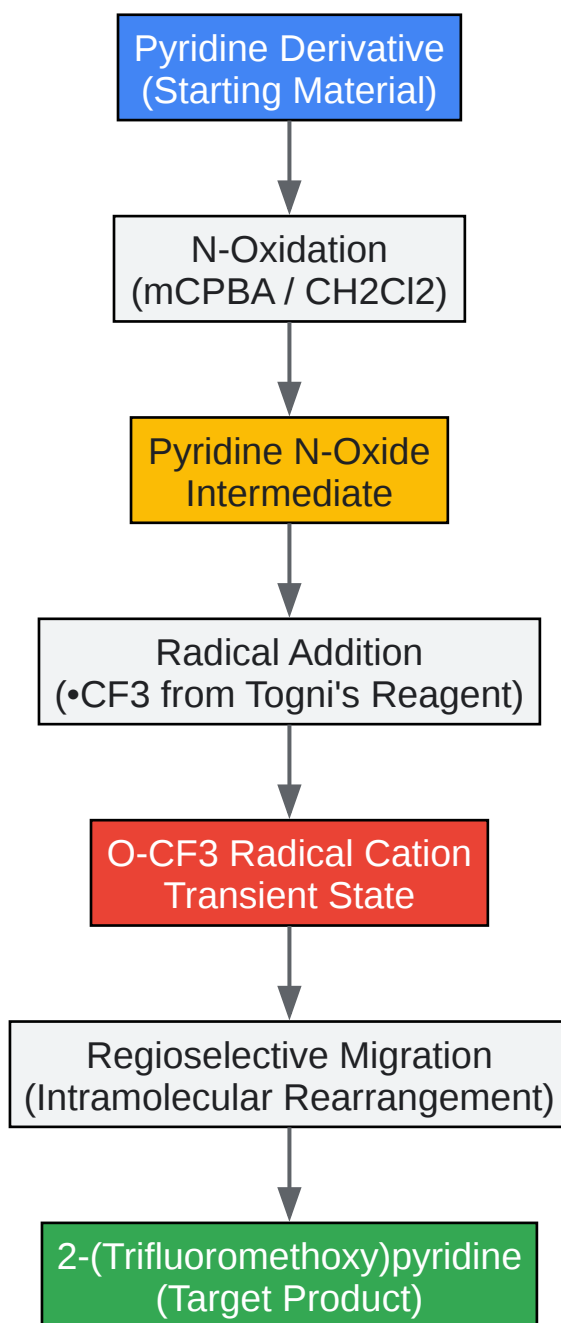 Pyridine Derivative
(Starting Material)
N-Oxidation
(mCPBA / CH2Cl2)
Pyridine N-Oxide
Intermediate
Radical Addition
(•CF3 from Togni's Reagent)
O-CF3 Radical Cation
Transient State
Regioselective Migration
(Intramolecular Rearrangement)
2-(Trifluoromethoxy)pyridine
(Target Product)